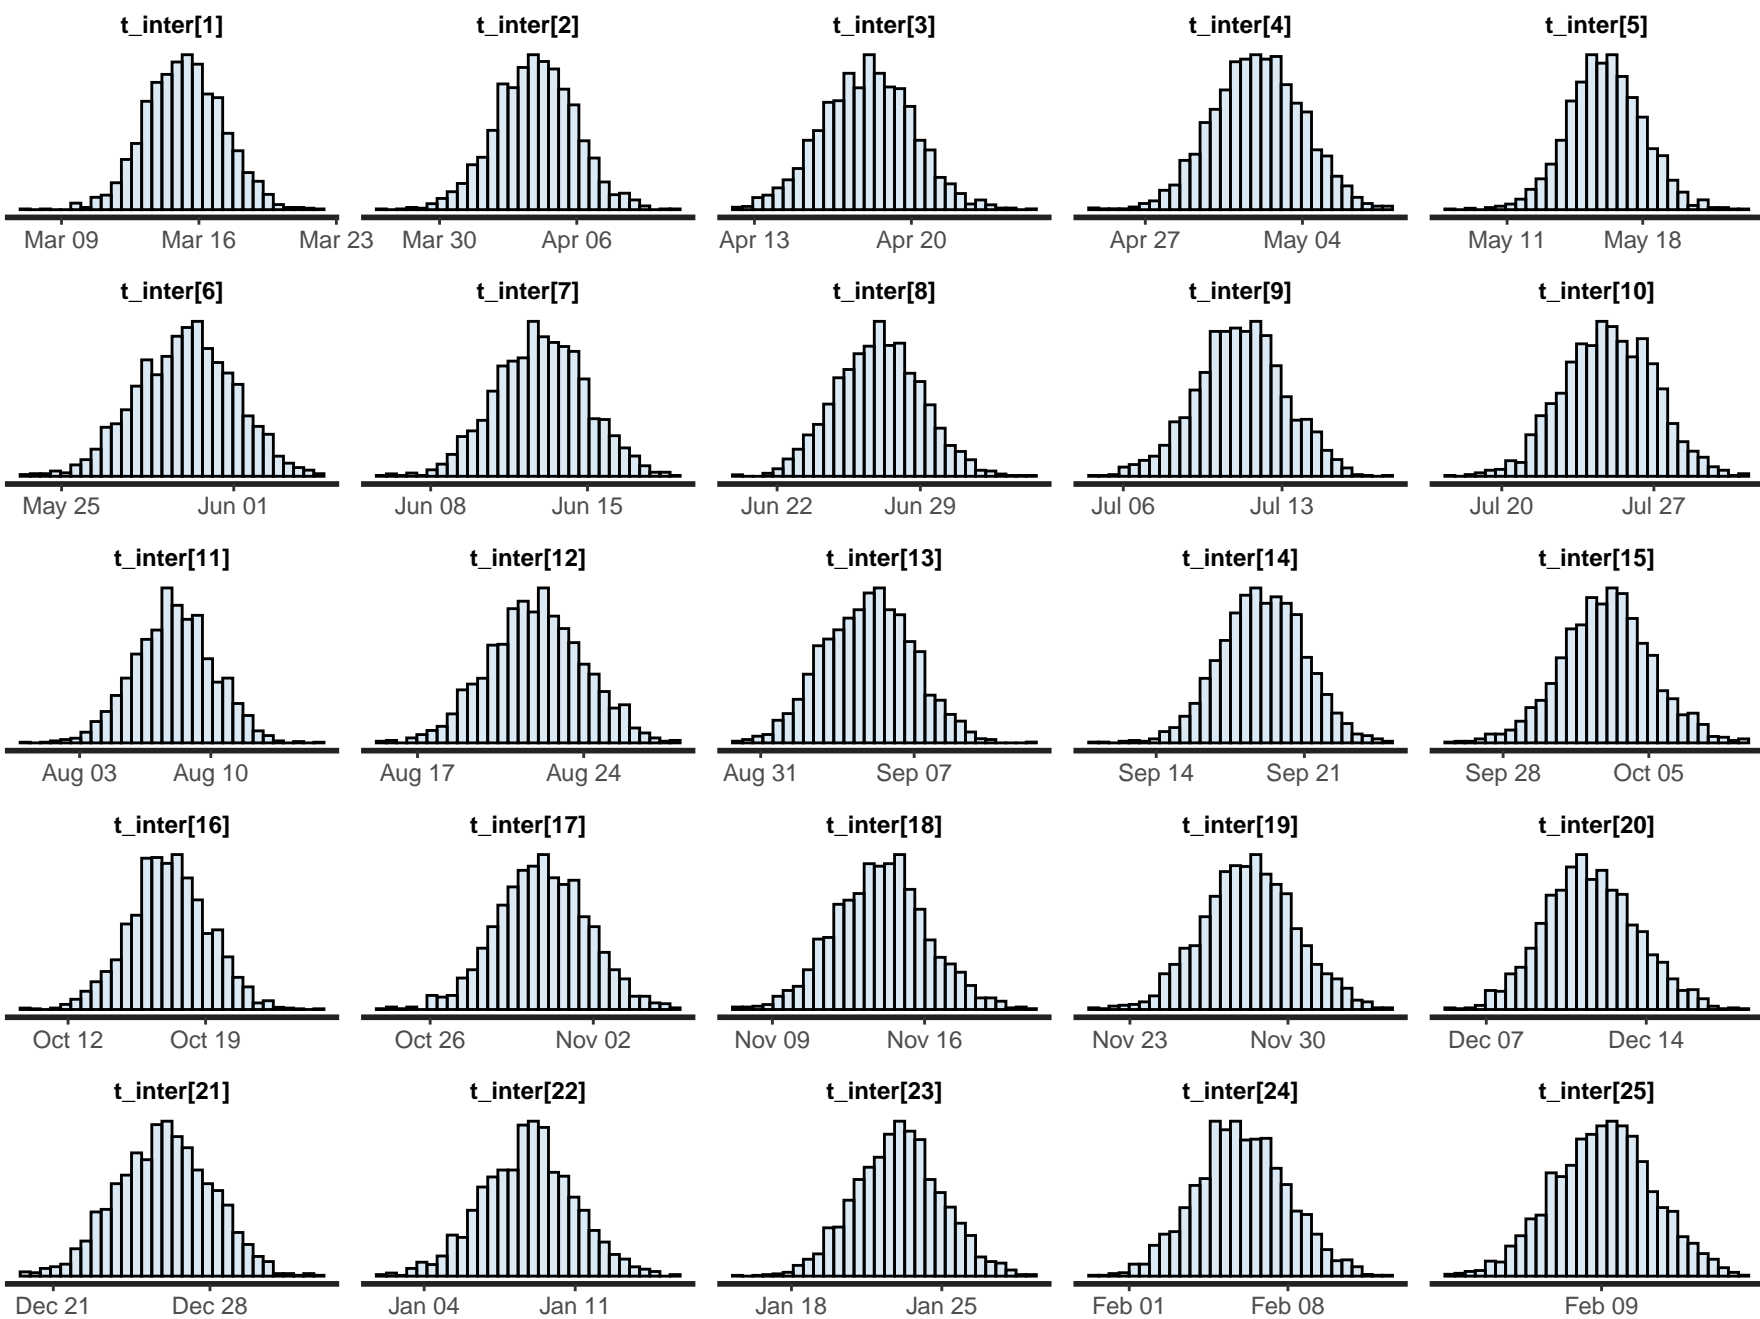 t_inter[1] t_inter[2] t_inter[3] t_inter[4] t_inter[5]
Mar 09 Mar 16 Mar 23 Mar 30 Apr 06 Apr 13 Apr 20 Apr 27 May 04 May 11 May 18
t_inter[6] t_inter[7] t_inter[8] t_inter[9] t_inter[10]
May 25 Jun 01 Jun 08 Jun 15 Jun 22 Jun 29 Jul 06 Jul 13 Jul 20 Jul 27
t_inter[11] t_inter[12] t_inter[13] t_inter[14] t_inter[15]
Aug 03 Aug 10 Aug 17 Aug 24 Aug 31 Sep 07 Sep 14 Sep 21 Sep 28 Oct 05
t_inter[16] t_inter[17] t_inter[18] t_inter[19] t_inter[20]
Oct 12 Oct 19 Oct 26 Nov 02 Nov 09 Nov 16 Nov 23 Nov 30 Dec 07 Dec 14
t_inter[21] t_inter[22] t_inter[23] t_inter[24] t_inter[25]
Dec 21 Dec 28 Jan 04 Jan 11 Jan 18 Jan 25 Feb 01 Feb 08 Feb 09